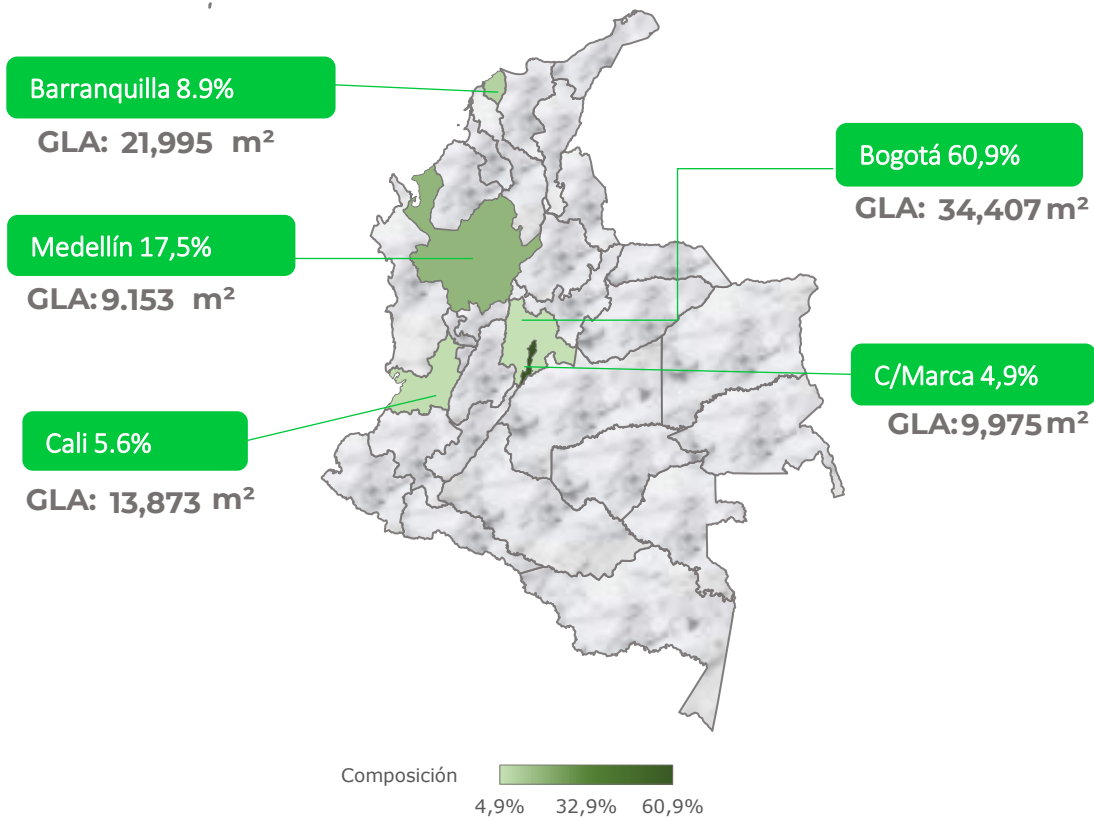 Barranquilla 8.9%
GLA: 21,995 m²
Bogotá 60,9%
GLA: 34,407 m²
Medellín 17,5%
GLA: 9.153 m²
C/Marca 4,9%
GLA: 9,975 m²
Cali 5.6%
GLA: 13,873 m²
Composición
4,9% 32,9% 60,9%